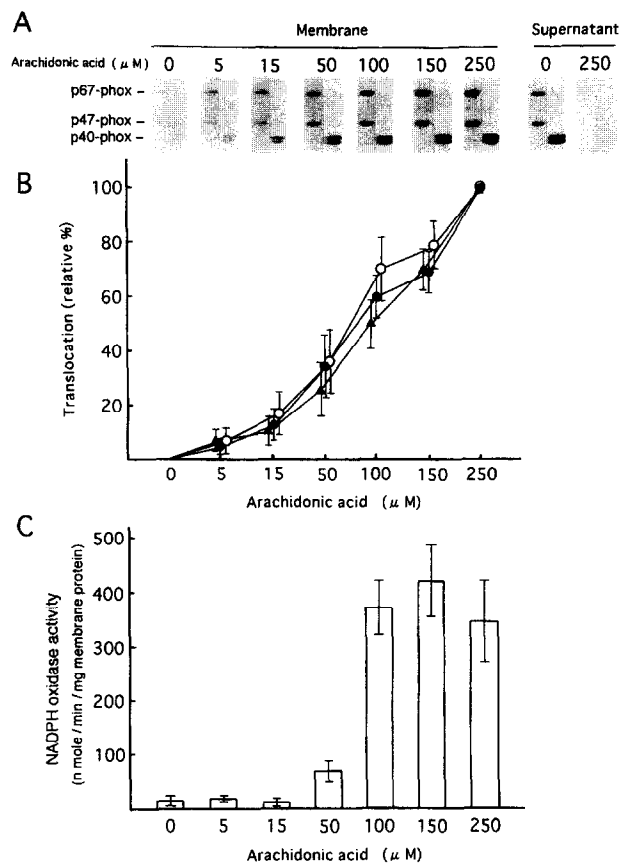 A
Membrane
Supernatant
Arachidonic acid ( μ M)
0 5 15 50 100 150 250 0 250
p67-phox –
p47-phox –
p40-phox –
B
Translocation (relative %)
100
80
60
40
20
0 5 15 50 100 150 250
Arachidonic acid ( μ M)
C
NADPH oxidase activity
(n mole / min / mg membrane protein)
500
400
300
200
100
0 5 15 50 100 150 250
Arachidonic acid ( μ M)